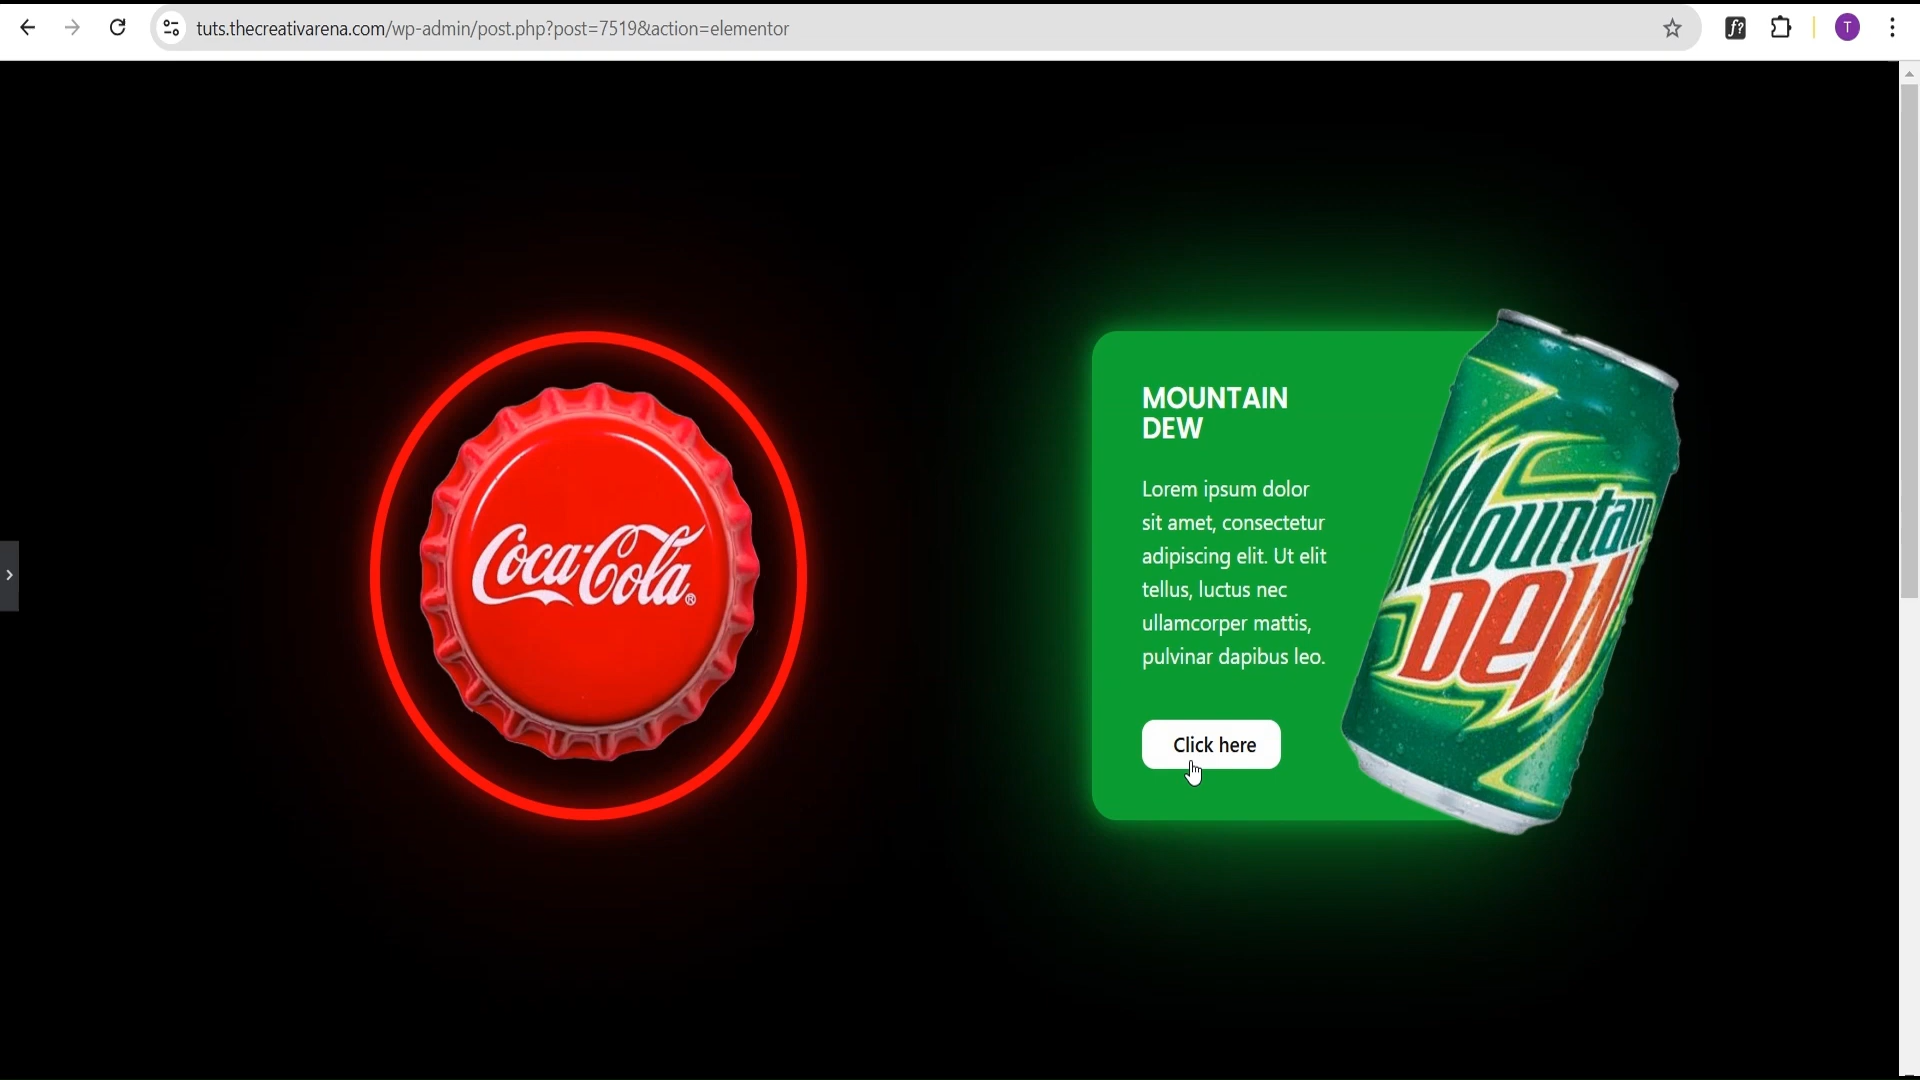 tuts.thecreativarena.com/wp-admin/post.php?post=7519&action=elementor
f?
T
Coca-Cola®
MOUNTAIN
DEW
Lorem ipsum dolor
sit amet, consectetur
adipiscing elit. Ut elit
tellus, luctus nec
ullamcorper mattis,
pulvinar dapibus leo.
Click here
Mountain
Dew